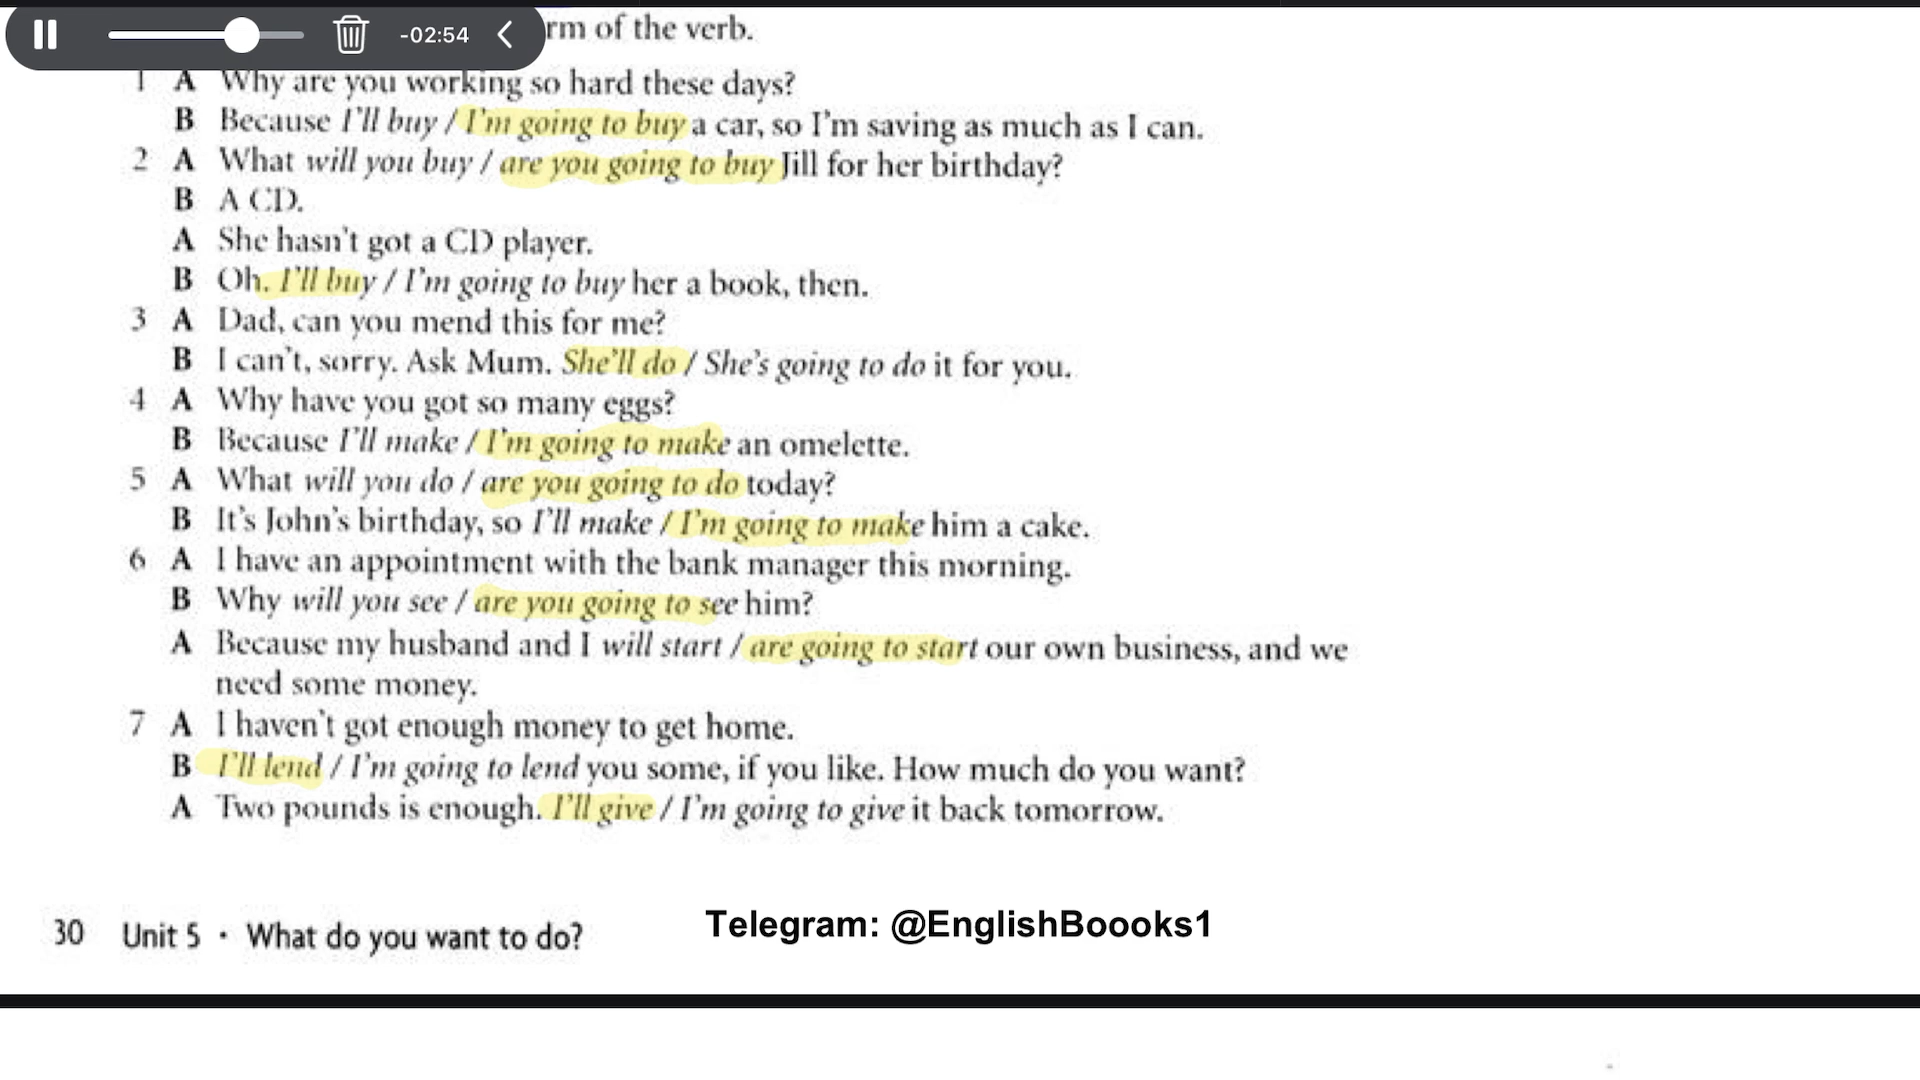 -02:54
rm of the verb.
1 A Why are you working so hard these days?
B Because I'll buy / I'm going to buy a car, so I'm saving as much as I can.
2 A What will you buy / are you going to buy Jill for her birthday?
B A CD.
A She hasn't got a CD player.
B Oh. I'll buy / I'm going to buy her a book, then.
3 A Dad, can you mend this for me?
B I can't, sorry. Ask Mum. She'll do / She's going to do it for you.
4 A Why have you got so many eggs?
B Because I'll make / I'm going to make an omelette.
5 A What will you do / are you going to do today?
B It's John's birthday, so I'll make / I'm going to make him a cake.
6 A I have an appointment with the bank manager this morning.
B Why will you see / are you going to see him?
A Because my husband and I will start / are going to start our own business, and we
need some money.
7 A I haven't got enough money to get home.
B I'll lend / I'm going to lend you some, if you like. How much do you want?
A Two pounds is enough. I'll give / I'm going to give it back tomorrow.
30 Unit 5 · What do you want to do?
Telegram: @EnglishBoooks1